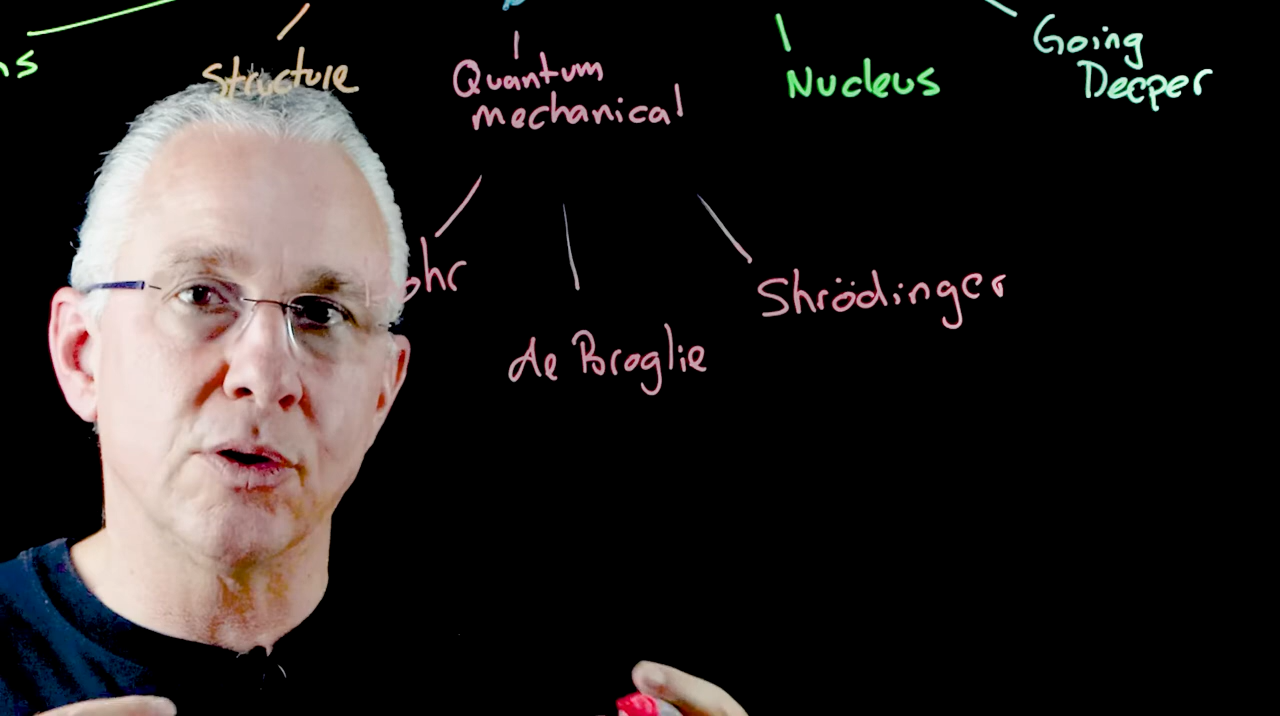 Structure
Quantum
mechanical
Nucleus
Going
Deeper
Shrödinger
de Broglie